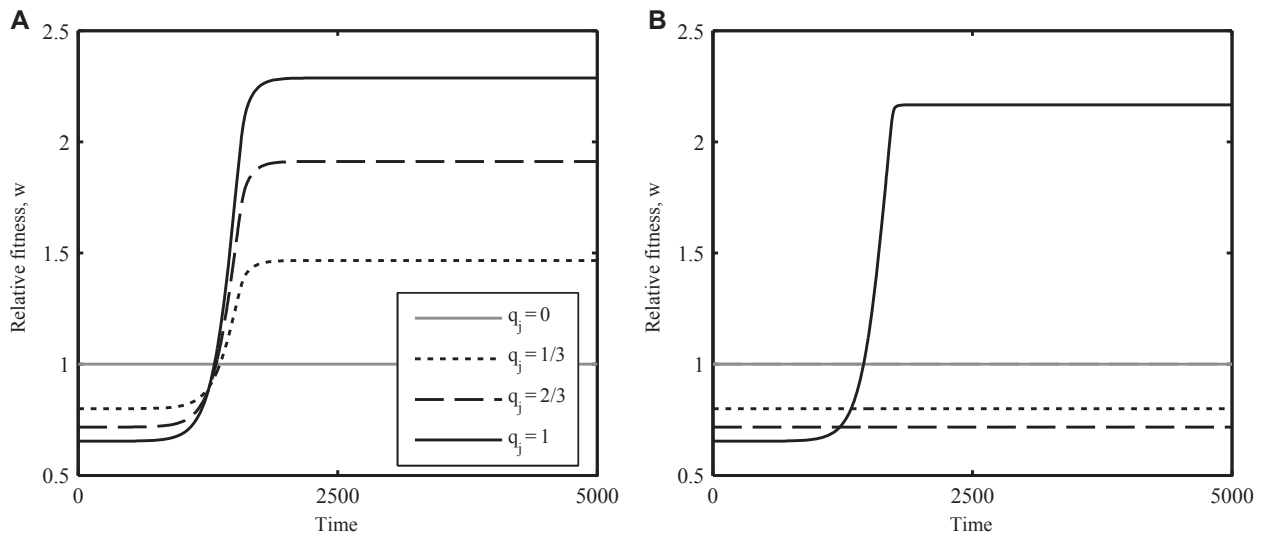 A
2.5
2
1.5
1
0.5
Relative fitness, w
0
2500
5000
Time
q_j = 0
q_j = 1/3
q_j = 2/3
q_j = 1
B
2.5
2
1.5
1
0.5
Relative fitness, w
0
2500
5000
Time